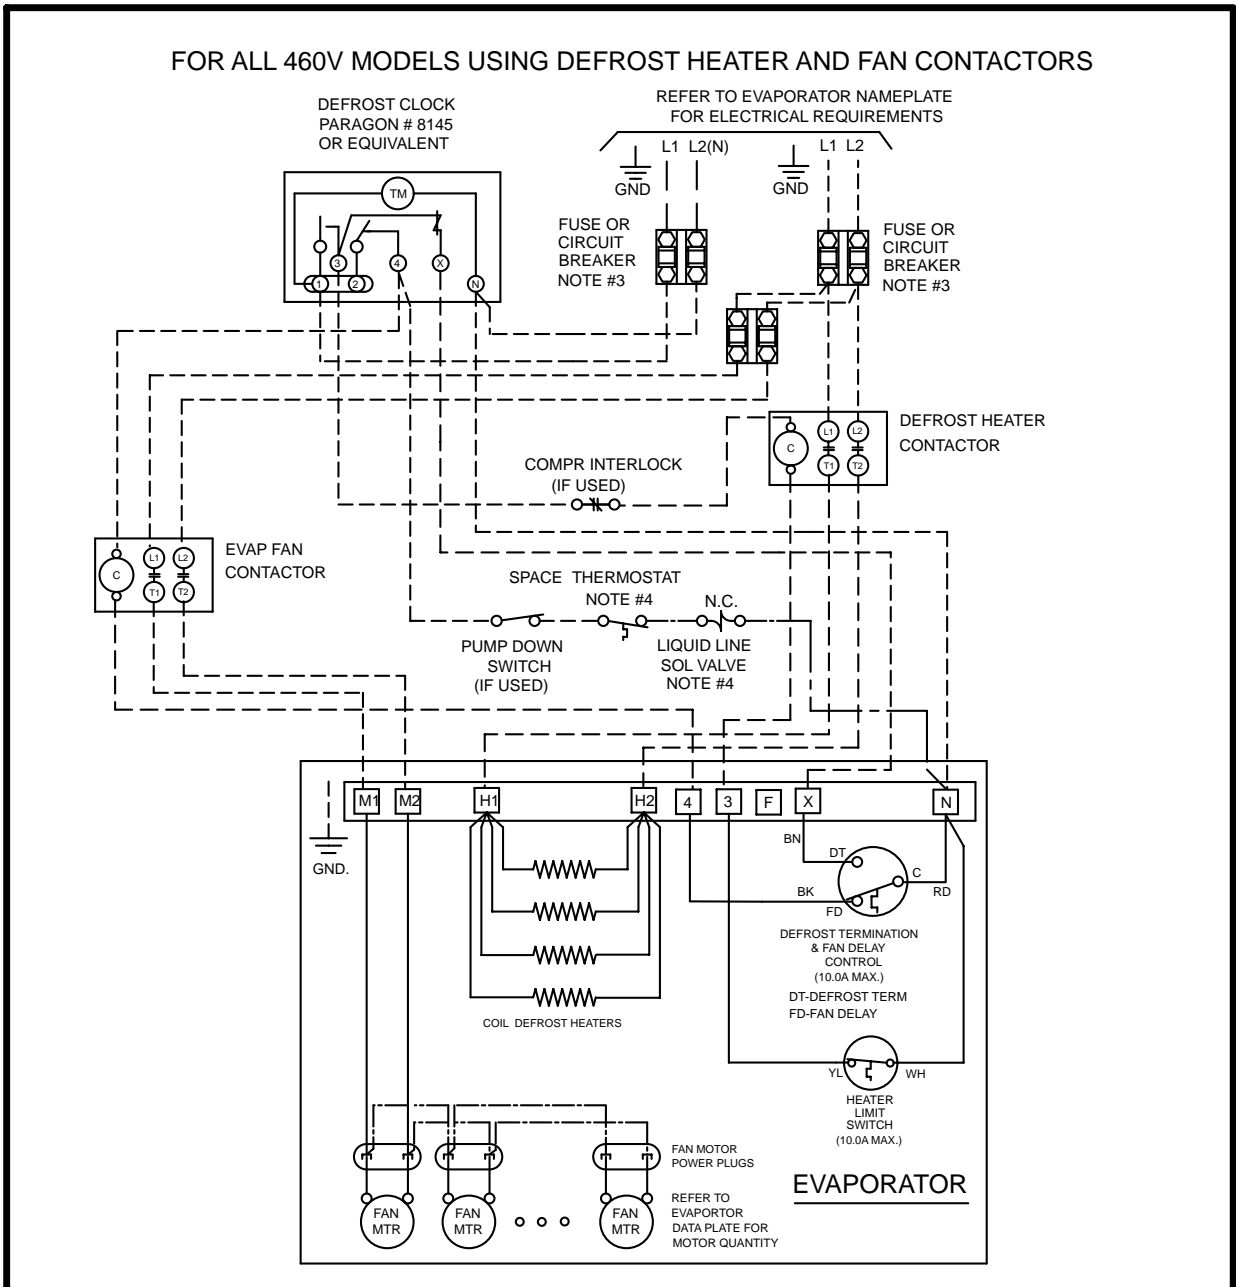 FOR ALL 460V MODELS USING DEFROST HEATER AND FAN CONTACTORS
DEFROST CLOCK
PARAGON # 8145
OR EQUIVALENT
REFER TO EVAPORATOR NAMEPLATE
FOR ELECTRICAL REQUIREMENTS
L1 L2(N)
GND
L1 L2
GND
TM
3
4
X
1
2
N
FUSE OR
CIRCUIT
BREAKER
NOTE #3
FUSE OR
CIRCUIT
BREAKER
NOTE #3
DEFROST HEATER
CONTACTOR
C
L1
L2
T1
T2
COMPR INTERLOCK
(IF USED)
EVAP FAN
CONTACTOR
C
L1
L2
T1
T2
SPACE THERMOSTAT
NOTE #4
N.C.
PUMP DOWN
SWITCH
(IF USED)
LIQUID LINE
SOL VALVE
NOTE #4
M1
M2
H1
H2
4
3
F
X
N
GND.
BN
DT
C
BK
FD
RD
DEFROST TERMINATION
& FAN DELAY
CONTROL
(10.0A MAX.)
DT-DEFROST TERM
FD-FAN DELAY
COIL DEFROST HEATERS
YL
WH
HEATER
LIMIT
SWITCH
(10.0A MAX.)
FAN MOTOR
POWER PLUGS
EVAPORATOR
FAN
MTR
FAN
MTR
FAN
MTR
REFER TO
EVAPORTOR
DATA PLATE FOR
MOTOR QUANTITY